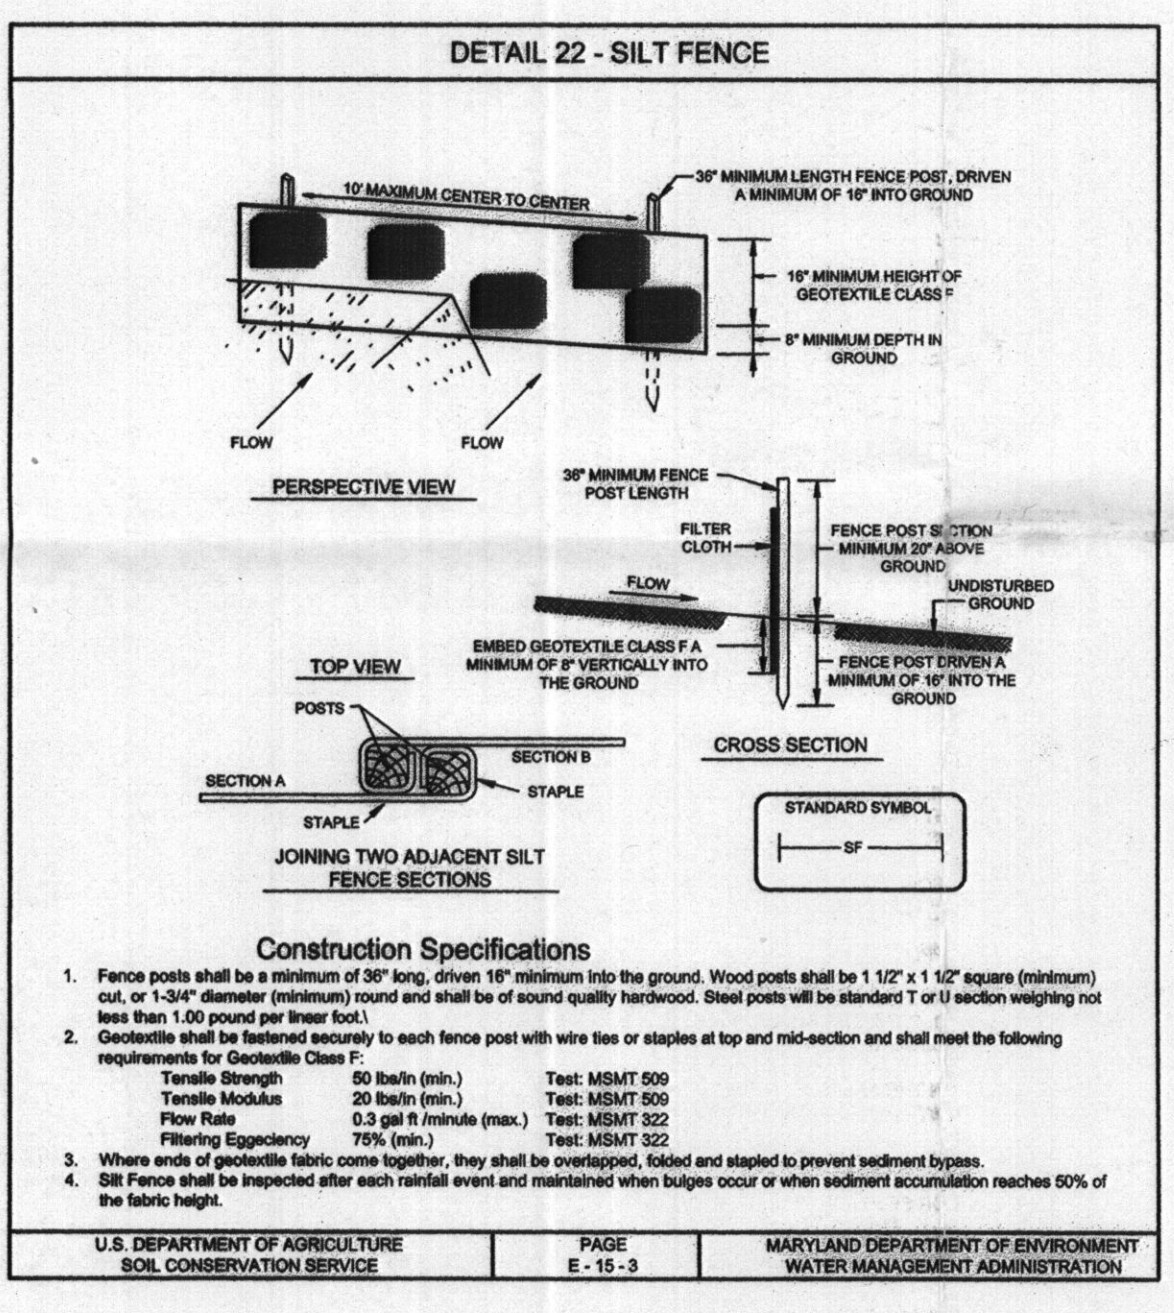 DETAIL 22 - SILT FENCE
10' MAXIMUM CENTER TO CENTER
36" MINIMUM LENGTH FENCE POST, DRIVEN
A MINIMUM OF 16" INTO GROUND
16" MINIMUM HEIGHT OF
GEOTEXTILE CLASS F
8" MINIMUM DEPTH IN
GROUND
FLOW
FLOW
PERSPECTIVE VIEW
36" MINIMUM FENCE
POST LENGTH
FILTER
CLOTH
FENCE POST SECTION
MINIMUM 20" ABOVE
GROUND
FLOW
UNDISTURBED
GROUND
EMBED GEOTEXTILE CLASS F A
MINIMUM OF 8" VERTICALLY INTO
THE GROUND
FENCE POST DRIVEN A
MINIMUM OF 16" INTO THE
GROUND
CROSS SECTION
TOP VIEW
POSTS
SECTION B
SECTION A
STAPLE
STAPLE
JOINING TWO ADJACENT SILT
FENCE SECTIONS
STANDARD SYMBOL
SF
Construction Specifications
1. Fence posts shall be a minimum of 36" long, driven 16" minimum into the ground. Wood posts shall be 1 1/2" x 1 1/2" square (minimum)
cut, or 1-3/4" diameter (minimum) round and shall be of sound quality hardwood. Steel posts will be standard T or U section weighing not
less than 1.00 pound per linear foot.\
2. Geotextile shall be fastened securely to each fence post with wire ties or staples at top and mid-section and shall meet the following
requirements for Geotextile Class F:
Tensile Strength 50 lbs/in (min.) Test: MSMT 509
Tensile Modulus 20 lbs/in (min.) Test: MSMT 509
Flow Rate 0.3 gal ft /minute (max.) Test: MSMT 322
Filtering Eggeciency 75% (min.) Test: MSMT 322
3. Where ends of geotextile fabric come together, they shall be overlapped, folded and stapled to prevent sediment bypass.
4. Silt Fence shall be inspected after each rainfall event and maintained when bulges occur or when sediment accumulation reaches 50% of
the fabric height.
U.S. DEPARTMENT OF AGRICULTURE
SOIL CONSERVATION SERVICE
PAGE
E - 15 - 3
MARYLAND DEPARTMENT OF ENVIRONMENT
WATER MANAGEMENT ADMINISTRATION